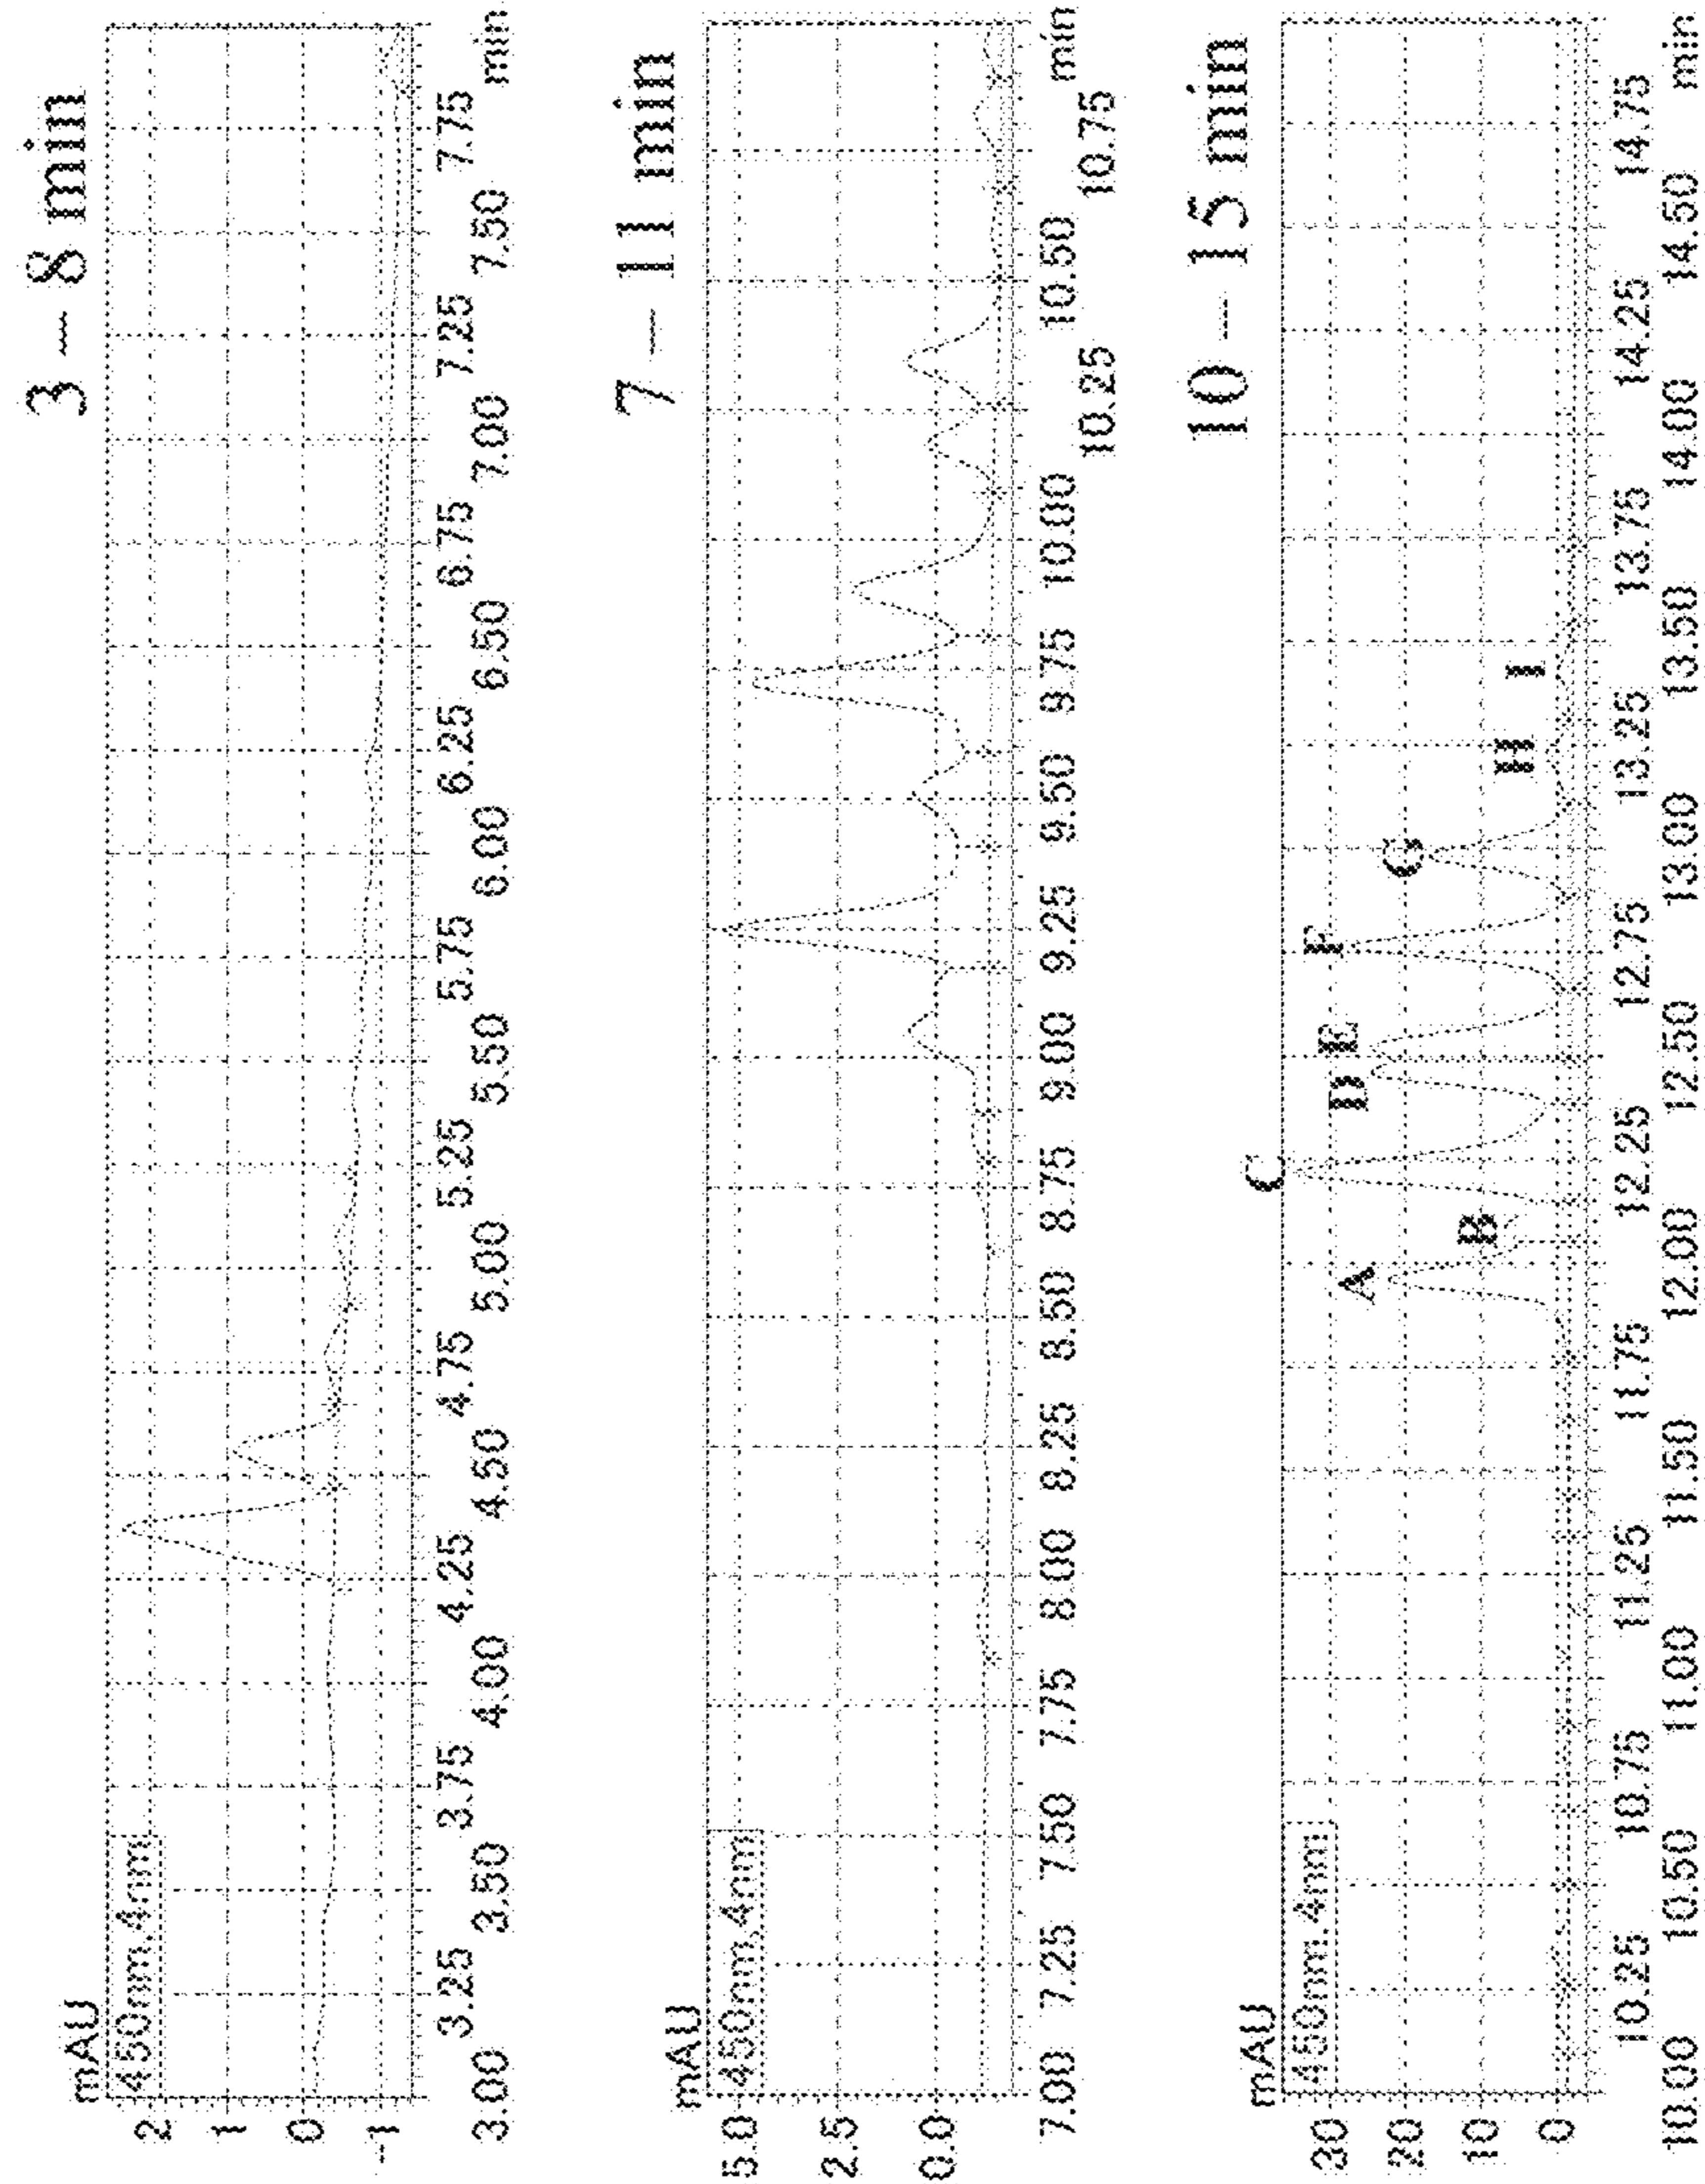 3 – 8 min
mAU
450nm.4nm
2
1
0
-1
3.00 3.25 3.50 3.75 4.00 4.25 4.50 4.75 5.00 5.25 5.50 5.75 6.00 6.25 6.50 6.75 7.00 7.25 7.50 7.75 min
7 – 11 min
mAU
450nm.4nm
5.0
2.5
0.0
7.00 7.25 7.50 7.75 8.00 8.25 8.50 8.75 9.00 9.25 9.50 9.75 10.00 10.25 10.50 10.75 min
10 – 15 min
mAU
450nm.4nm
30
20
10
0
A B C D E F G H I
10.00 10.25 10.50 10.75 11.00 11.25 11.50 11.75 12.00 12.25 12.50 12.75 13.00 13.25 13.50 13.75 14.00 14.25 14.50 14.75 min